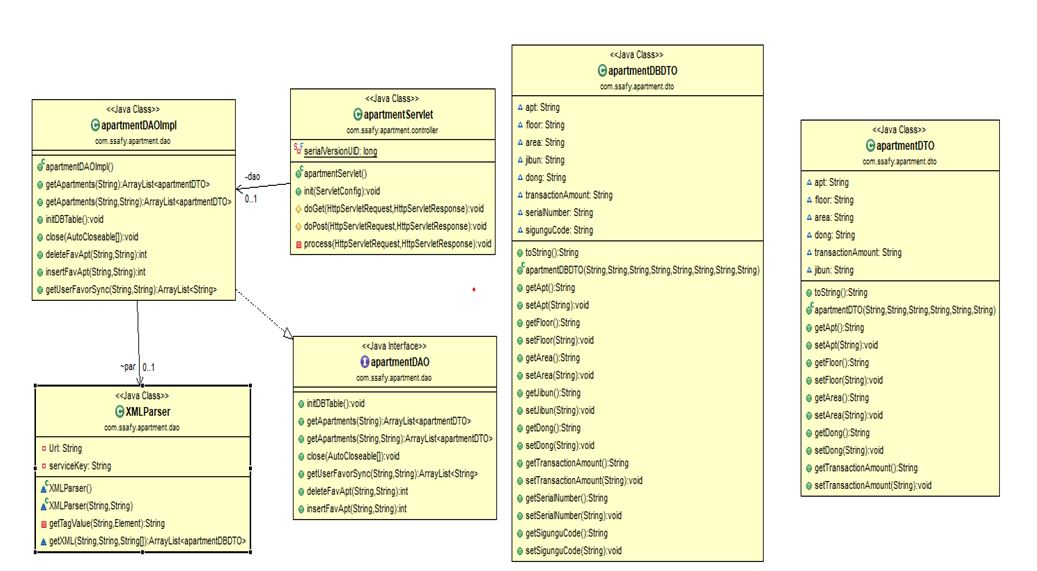 <<Java Class>>
apartmentDAOImpl
com.ssafy.apartment.dao
apartmentDAOImpl()
getApartments(String):ArrayList<apartmentDTO>
getApartments(String,String):ArrayList<apartmentDTO>
initDBTable():void
close(AutoCloseable[]):void
deleteFavApt(String,String):int
insertFavApt(String,String):int
getUserFavorSync(String,String):ArrayList<String>
<<Java Class>>
apartmentServlet
com.ssafy.apartment.controller
serialVersionUID: long
apartmentServlet()
init(ServletConfig):void
doGet(HttpServletRequest,HttpServletResponse):void
doPost(HttpServletRequest,HttpServletResponse):void
process(HttpServletRequest,HttpServletResponse):void
-dao
0..1
~par
0..1
<<Java Class>>
XMLParser
com.ssafy.apartment.dao
Url: String
serviceKey: String
XMLParser()
XMLParser(String,String)
getTagValue(String,Element):String
getXML(String,String,String[]):ArrayList<apartmentDBDTO>
<<Java Interface>>
apartmentDAO
com.ssafy.apartment.dao
initDBTable():void
getApartments(String):ArrayList<apartmentDTO>
getApartments(String,String):ArrayList<apartmentDTO>
close(AutoCloseable[]):void
getUserFavorSync(String,String):ArrayList<String>
deleteFavApt(String,String):int
insertFavApt(String,String):int
<<Java Class>>
apartmentDBDTO
com.ssafy.apartment.dto
apt: String
floor: String
area: String
jibun: String
dong: String
transactionAmount: String
serialNumber: String
sigunguCode: String
toString():String
apartmentDBDTO(String,String,String,String,String,String,String,String)
getApt():String
setApt(String):void
getFloor():String
setFloor(String):void
getArea():String
setArea(String):void
getJibun():String
setJibun(String):void
getDong():String
setDong(String):void
getTransactionAmount():String
setTransactionAmount(String):void
getSerialNumber():String
setSerialNumber(String):void
getSigunguCode():String
setSigunguCode(String):void
<<Java Class>>
apartmentDTO
com.ssafy.apartment.dto
apt: String
floor: String
area: String
dong: String
transactionAmount: String
jibun: String
toString():String
apartmentDTO(String,String,String,String,String,String)
getApt():String
setApt(String):void
getFloor():String
setFloor(String):void
getArea():String
setArea(String):void
getDong():String
setDong(String):void
getTransactionAmount():String
setTransactionAmount(String):void